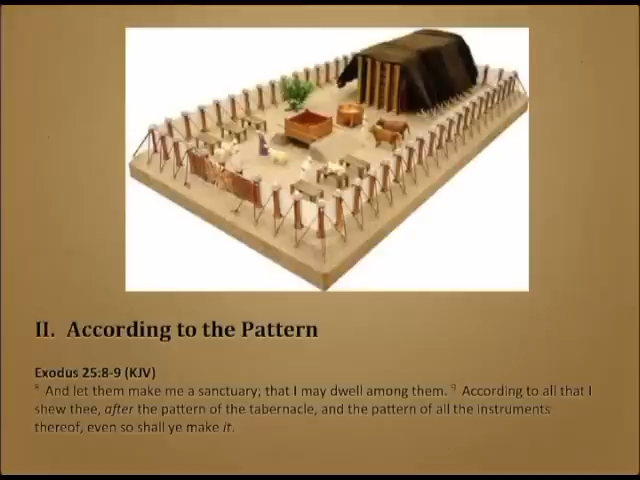 II. According to the Pattern
Exodus 25:8-9 (KJV)
8 And let them make me a sanctuary; that I may dwell among them. 9 According to all that I
shew thee, after the pattern of the tabernacle, and the pattern of all the instruments
thereof, even so shall ye make it.